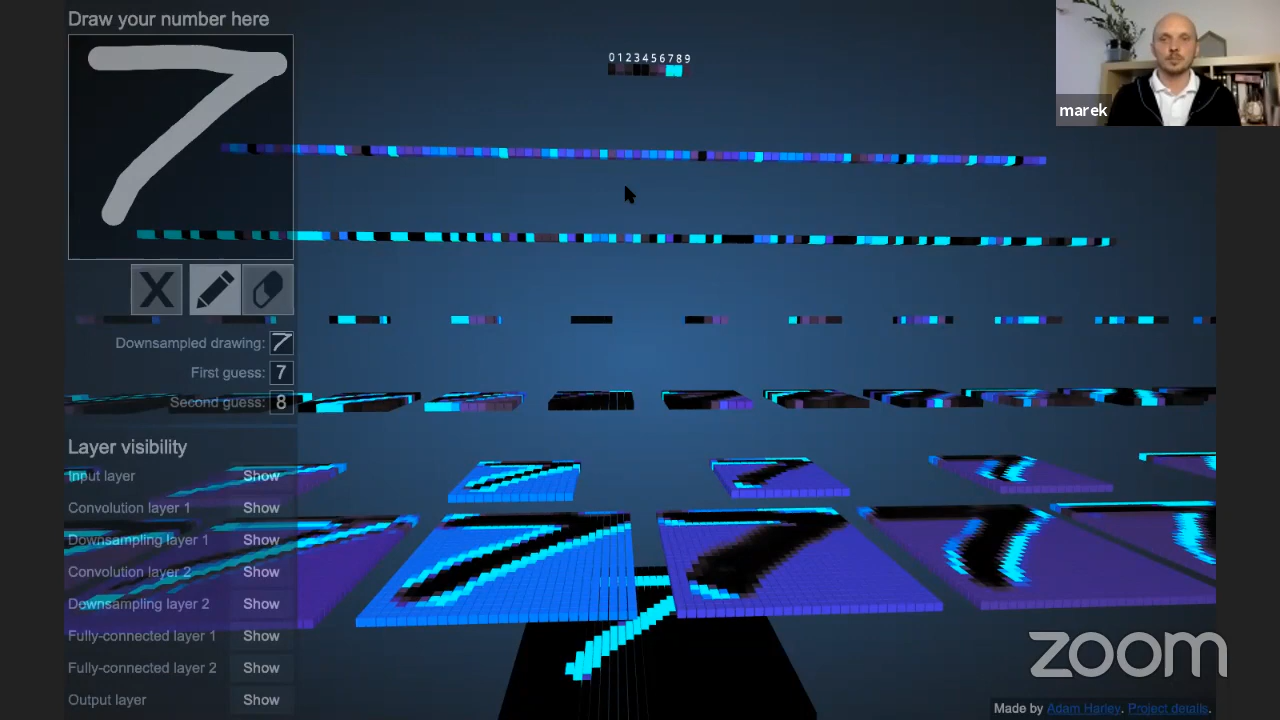 Draw your number here
7
0123456789
marek
X
Downsampled drawing: 7
First guess: 7
Second guess: 8
Layer visibility
Input layer Show
Convolution layer 1 Show
Downsampling layer 1 Show
Convolution layer 2 Show
Downsampling layer 2 Show
Fully-connected layer 1 Show
Fully-connected layer 2 Show
Output layer Show
zoom
Made by Adam Harley. Project details.